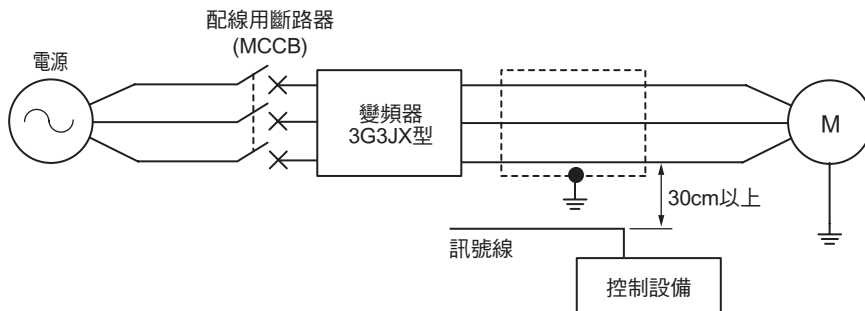 配線用斷路器
(MCCB)
電源
變頻器
3G3JX型
M
30cm以上
訊號線
控制設備